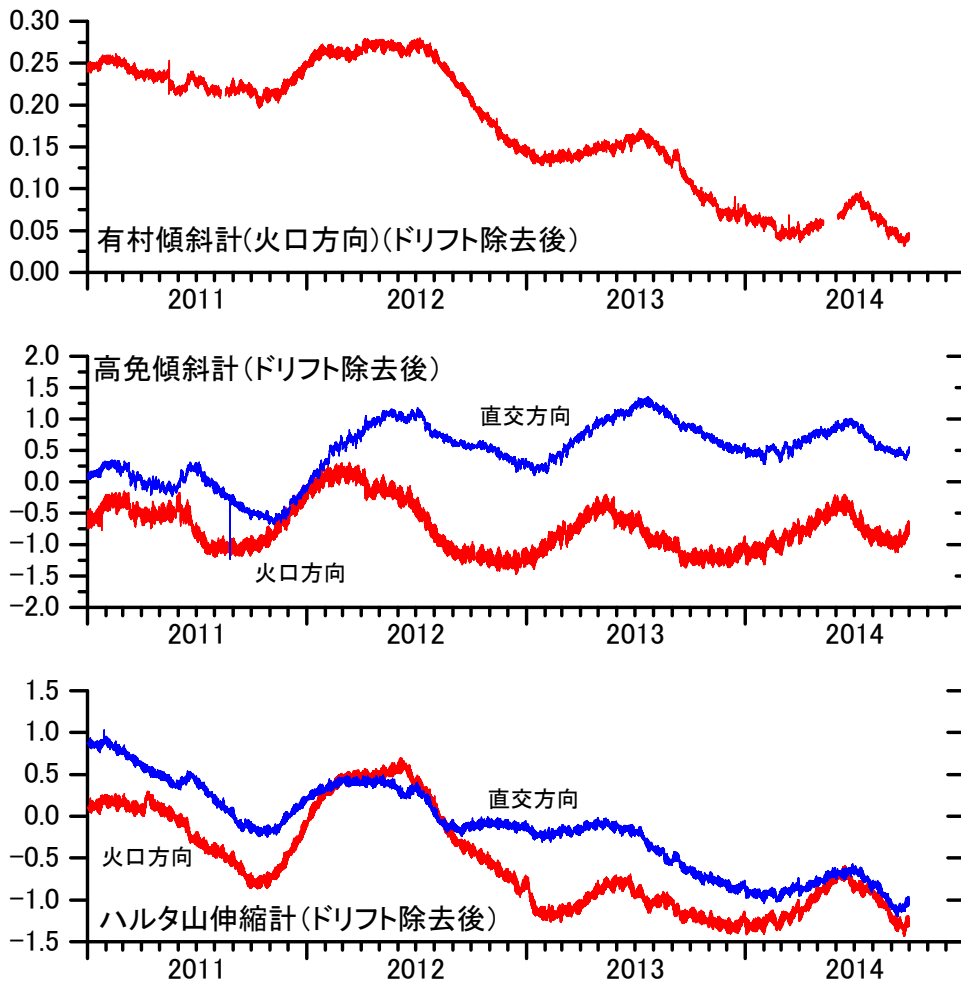 0.30
0.25
0.20
0.15
0.10
0.05
0.00
有村傾斜計(火口方向)(ドリフト除去後)
2011 2012 2013 2014
2.0
1.5
1.0
0.5
0.0
−0.5
−1.0
−1.5
−2.0
高免傾斜計(ドリフト除去後)
直交方向
火口方向
2011 2012 2013 2014
1.5
1.0
0.5
0.0
−0.5
−1.0
−1.5
直交方向
火口方向
ハルタ山伸縮計(ドリフト除去後)
2011 2012 2013 2014